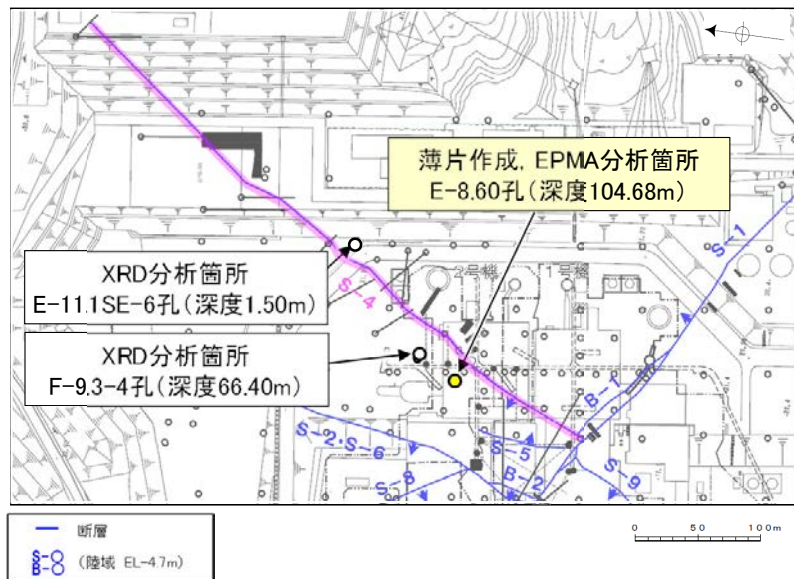 薄片作成, EPMA分析箇所
E-8.60孔(深度104.68m)
S-1
XRD分析箇所
E-11.1SE-6孔(深度1.50m)
S-4
2号機
1号機
XRD分析箇所
F-9.3-4孔(深度66.40m)
B-1
S-2・S-6
S-5
S-8
B-2
S-9
断層
S-○
B-○
(陸域 EL-4.7m)
0 50 100m